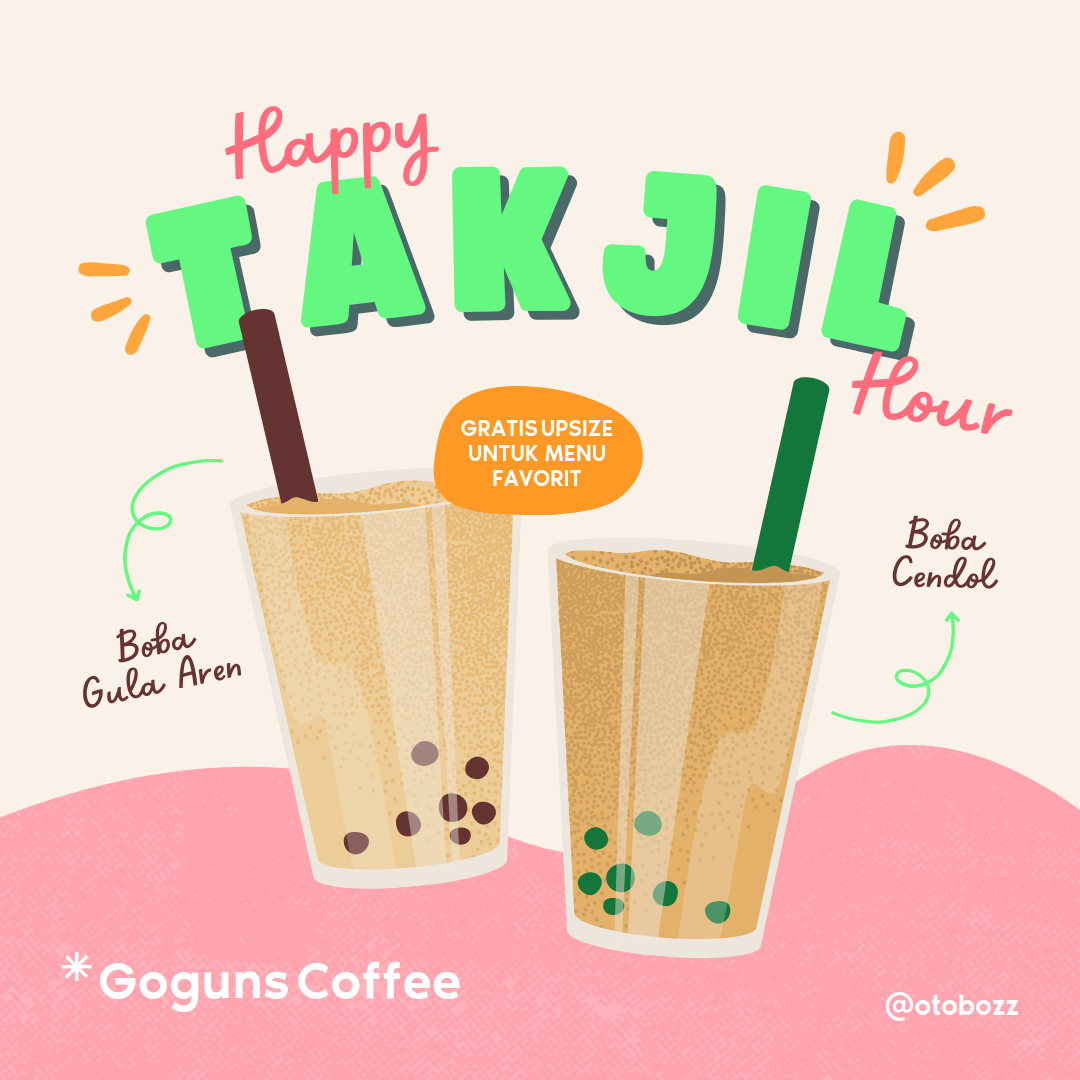 Happy
TAKJIL
Hour
GRATIS UPSIZE
UNTUK MENU
FAVORIT
Boba
Gula Aren
Boba
Cendol
*Goguns Coffee
@otobozz